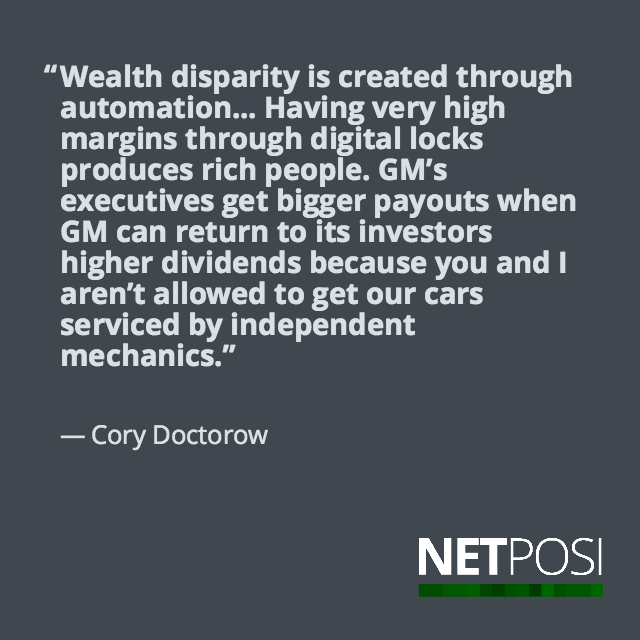 “Wealth disparity is created through
automation... Having very high
margins through digital locks
produces rich people. GM’s
executives get bigger payouts when
GM can return to its investors
higher dividends because you and I
aren’t allowed to get our cars
serviced by independent
mechanics.”
— Cory Doctorow
NETPOSI